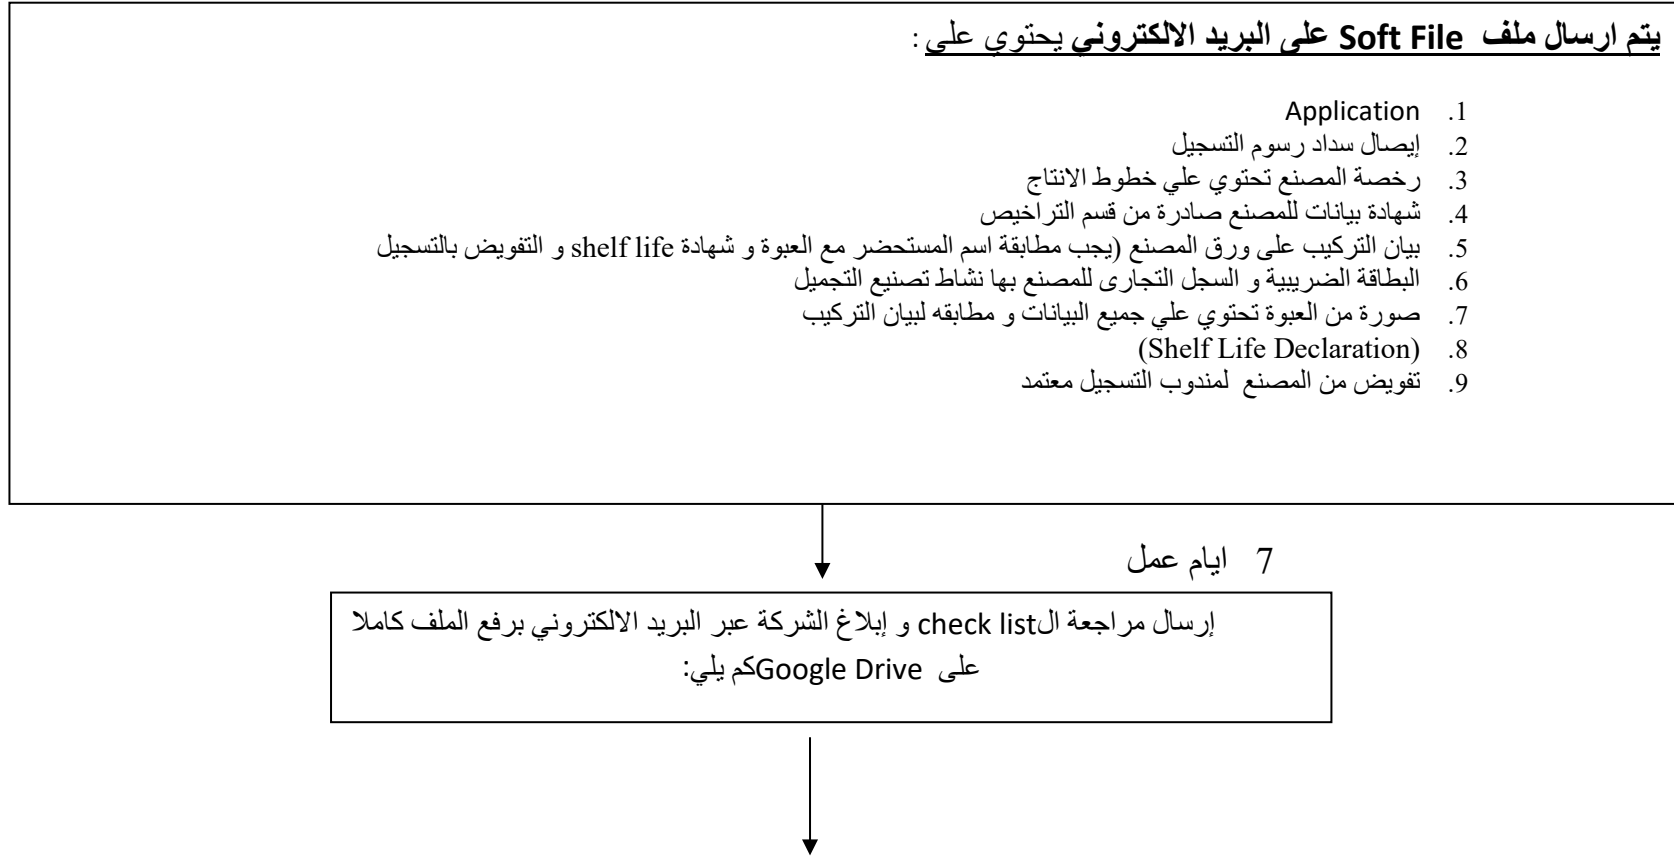 يتم ارسال ملف Soft File على البريد الالكتروني يحتوي على :
1. Application
2. إيصال سداد رسوم التسجيل
3. رخصة المصنع تحتوي علي خطوط الانتاج
4. شهادة بيانات للمصنع صادرة من قسم التراخيص
5. بيان التركيب على ورق المصنع (يجب مطابقة اسم المستحضر مع العبوة و شهادة shelf life و التفويض بالتسجيل
6. البطاقة الضريبية و السجل التجارى للمصنع بها نشاط تصنيع التجميل
7. صورة من العبوة تحتوي علي جميع البيانات و مطابقه لبيان التركيب
8. (Shelf Life Declaration)
9. تفويض من المصنع لمندوب التسجيل معتمد
7 ايام عمل
إرسال مراجعة الcheck list و إبلاغ الشركة عبر البريد الالكتروني برفع الملف كاملا
على Google Driveكم يلي: